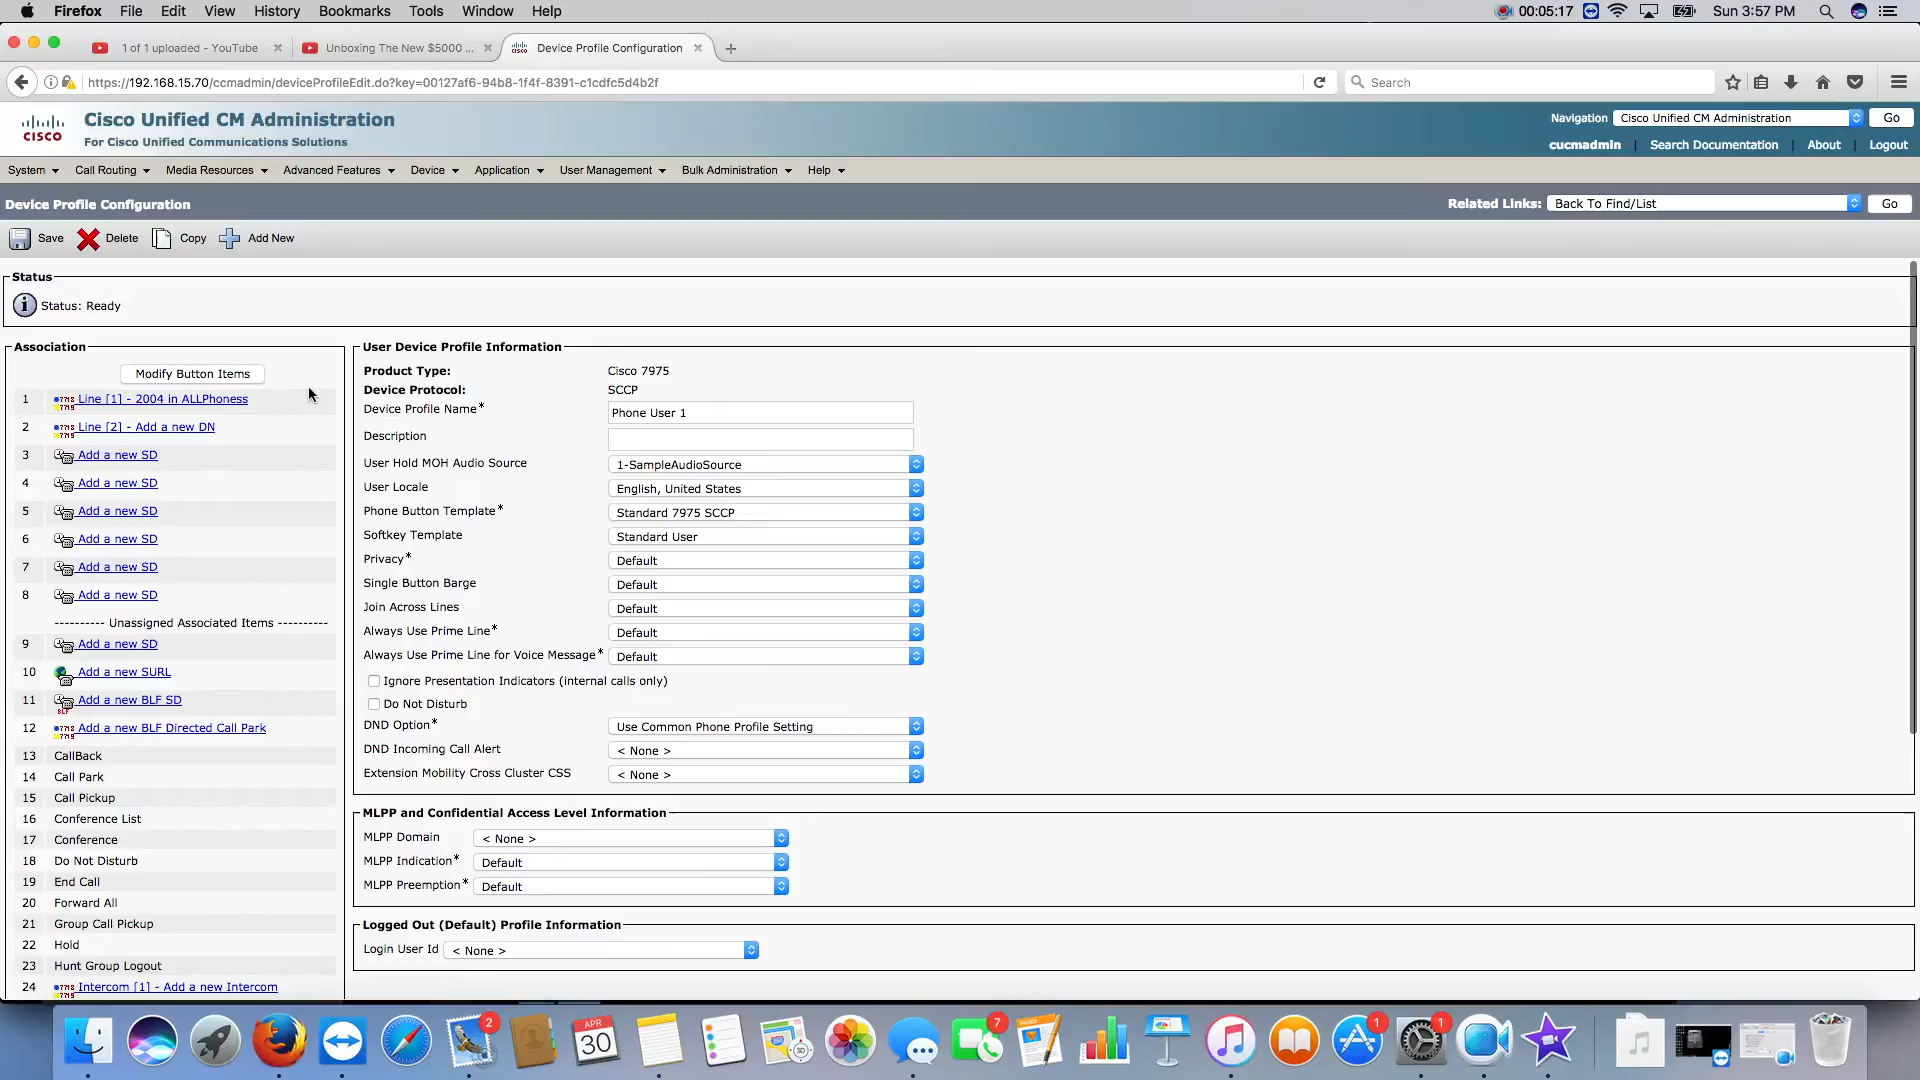 Firefox File Edit View History Bookmarks Tools Window Help 00:05:17 Sun 3:57 PM
1 of 1 uploaded - YouTube Unboxing The New $5000 ... Device Profile Configuration
https://192.168.15.70/ccmadmin/deviceProfileEdit.do?key=00127af6-94b8-1f4f-8391-c1cdfc5d4b2f Search
CISCO Cisco Unified CM Administration Navigation Cisco Unified CM Administration Go
For Cisco Unified Communications Solutions cucmadmin Search Documentation About Logout
System Call Routing Media Resources Advanced Features Device Application User Management Bulk Administration Help
Device Profile Configuration Related Links: Back To Find/List Go
Save Delete Copy Add New
Status
Status: Ready
Association
Modify Button Items
1 Line [1] - 2004 in ALLPhoness
2 Line [2] - Add a new DN
3 Add a new SD
4 Add a new SD
5 Add a new SD
6 Add a new SD
7 Add a new SD
8 Add a new SD
---------- Unassigned Associated Items ----------
9 Add a new SD
10 Add a new SURL
11 Add a new BLF SD
12 Add a new BLF Directed Call Park
13 CallBack
14 Call Park
15 Call Pickup
16 Conference List
17 Conference
18 Do Not Disturb
19 End Call
20 Forward All
21 Group Call Pickup
22 Hold
23 Hunt Group Logout
24 Intercom [1] - Add a new Intercom
User Device Profile Information
Product Type: Cisco 7975
Device Protocol: SCCP
Device Profile Name* Phone User 1
Description
User Hold MOH Audio Source 1-SampleAudioSource
User Locale English, United States
Phone Button Template* Standard 7975 SCCP
Softkey Template Standard User
Privacy* Default
Single Button Barge Default
Join Across Lines Default
Always Use Prime Line* Default
Always Use Prime Line for Voice Message* Default
Ignore Presentation Indicators (internal calls only)
Do Not Disturb
DND Option* Use Common Phone Profile Setting
DND Incoming Call Alert < None >
Extension Mobility Cross Cluster CSS < None >
MLPP and Confidential Access Level Information
MLPP Domain < None >
MLPP Indication* Default
MLPP Preemption* Default
Logged Out (Default) Profile Information
Login User Id < None >
2 APR 30 3D 7 PAGES 1 1